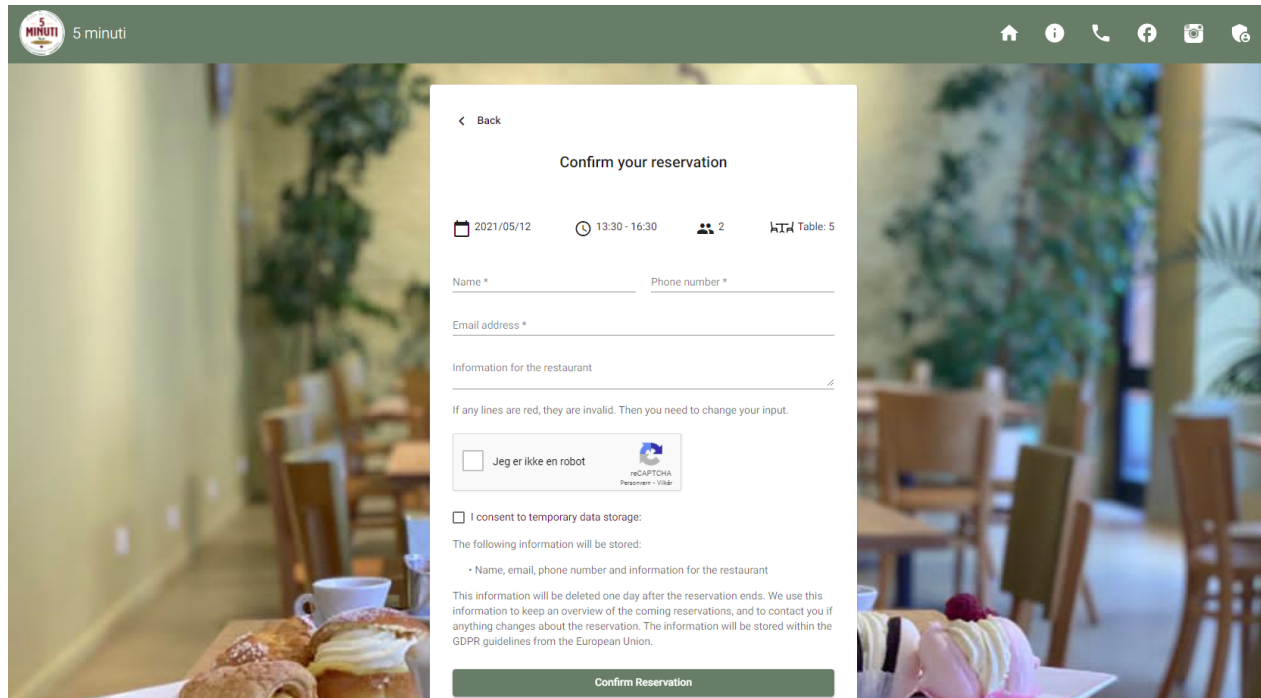 5
MINUTI
5 minuti
Back
Confirm your reservation
2021/05/12
13:30 - 16:30
2
Table: 5
Name *
Phone number *
Email address *
Information for the restaurant
If any lines are red, they are invalid. Then you need to change your input.
Jeg er ikke en robot
reCAPTCHA
Personvern - Vilkår
I consent to temporary data storage:
The following information will be stored:
• Name, email, phone number and information for the restaurant
This information will be deleted one day after the reservation ends. We use this
information to keep an overview of the coming reservations, and to contact you if
anything changes about the reservation. The information will be stored within the
GDPR guidelines from the European Union.
Confirm Reservation